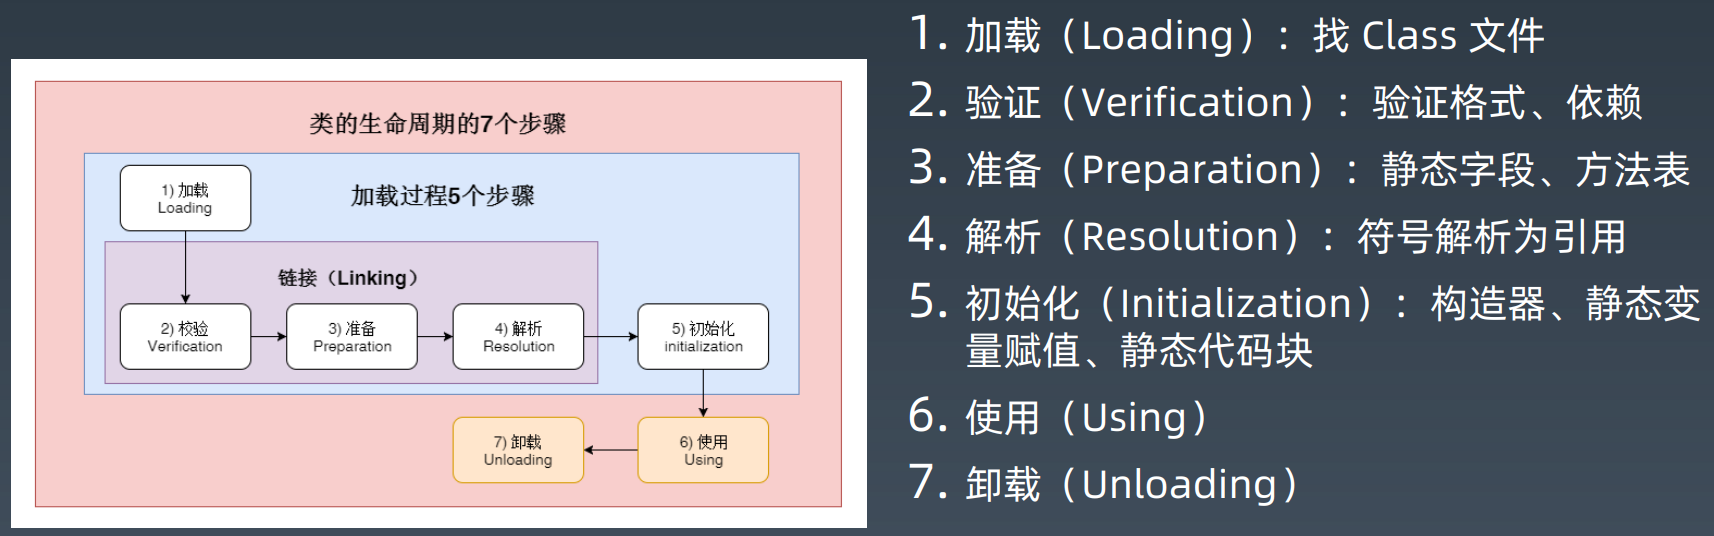 类的生命周期的7个步骤
加载过程5个步骤
1) 加载
Loading
链接（Linking）
2) 校验
Verification
3) 准备
Preparation
4) 解析
Resolution
5) 初始化
initialization
7) 卸载
Unloading
6) 使用
Using
1. 加载（Loading）：找 Class 文件
2. 验证（Verification）：验证格式、依赖
3. 准备（Preparation）：静态字段、方法表
4. 解析（Resolution）：符号解析为引用
5. 初始化（Initialization）：构造器、静态变
量赋值、静态代码块
6. 使用（Using）
7. 卸载（Unloading）